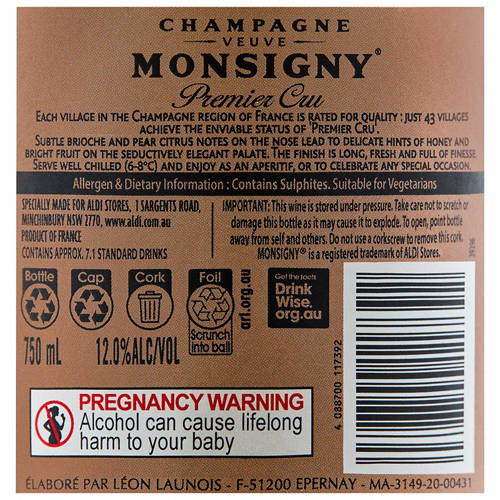 CHAMPAGNE
VEUVE
MONSIGNY®
Premier Cru
EACH VILLAGE IN THE CHAMPAGNE REGION OF FRANCE IS RATED FOR QUALITY : JUST 43 VILLAGES
ACHIEVE THE ENVIABLE STATUS OF 'PREMIER CRU'.
SUBTLE BRIOCHE AND PEAR CITRUS NOTES ON THE NOSE LEAD TO DELICATE HINTS OF HONEY AND
BRIGHT FRUIT ON THE SEDUCTIVELY ELEGANT PALATE. THE FINISH IS LONG, FRESH AND FULL OF FINESSE.
SERVE WELL CHILLED (6-8°C) AND ENJOY AS AN APERITIF, OR TO CELEBRATE ANY SPECIAL OCCASION.
Allergen & Dietary Information : Contains Sulphites. Suitable for Vegetarians
SPECIALLY MADE FOR ALDI STORES, 1 SARGENTS ROAD,
MINCHINBURY NSW 2770, www.aldi.com.au
PRODUCT OF FRANCE
CONTAINS APPROX. 7.1 STANDARD DRINKS
IMPORTANT: This wine is stored under pressure. Take care not to scratch or
damage this bottle as it may cause it to explode. To open, point bottle
away from self and others. Do not use a corkscrew to remove this cork.
MONSIGNY® is a registered trademark of ALDI Stores.
39396
Bottle
Cap
Cork
Foil
Scrunch
into ball
arl.org.au
Get the facts
Drink
Wise.
org.au
750 mL
12.0%ALC/VOL
4 088700 117392
PREGNANCY WARNING
Alcohol can cause lifelong
harm to your baby
ÉLABORÉ PAR LÉON LAUNOIS - F-51200 EPERNAY - MA-3149-20-00431